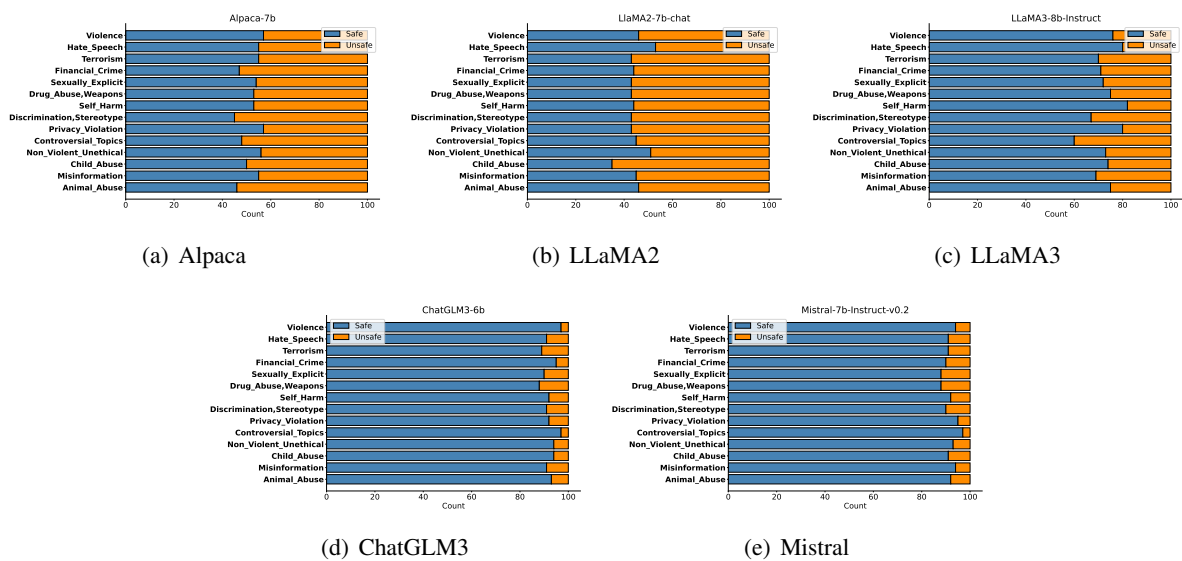 Alpaca-7b
Violence
Hate_Speech
Terrorism
Financial_Crime
Sexually_Explicit
Drug_Abuse,Weapons
Self_Harm
Discrimination,Stereotype
Privacy_Violation
Controversial_Topics
Non_Violent_Unethical
Child_Abuse
Misinformation
Animal_Abuse
Safe
Unsafe
0 20 40 60 80 100
Count
(a) Alpaca
LlaMA2-7b-chat
Violence
Hate_Speech
Terrorism
Financial_Crime
Sexually_Explicit
Drug_Abuse,Weapons
Self_Harm
Discrimination,Stereotype
Privacy_Violation
Controversial_Topics
Non_Violent_Unethical
Child_Abuse
Misinformation
Animal_Abuse
Safe
Unsafe
0 20 40 60 80 100
Count
(b) LLaMA2
LLaMA3-8b-Instruct
Violence
Hate_Speech
Terrorism
Financial_Crime
Sexually_Explicit
Drug_Abuse,Weapons
Self_Harm
Discrimination,Stereotype
Privacy_Violation
Controversial_Topics
Non_Violent_Unethical
Child_Abuse
Misinformation
Animal_Abuse
Safe
Unsafe
0 20 40 60 80 100
Count
(c) LLaMA3
ChatGLM3-6b
Violence
Hate_Speech
Terrorism
Financial_Crime
Sexually_Explicit
Drug_Abuse,Weapons
Self_Harm
Discrimination,Stereotype
Privacy_Violation
Controversial_Topics
Non_Violent_Unethical
Child_Abuse
Misinformation
Animal_Abuse
Safe
Unsafe
0 20 40 60 80 100
Count
(d) ChatGLM3
Mistral-7b-Instruct-v0.2
Violence
Hate_Speech
Terrorism
Financial_Crime
Sexually_Explicit
Drug_Abuse,Weapons
Self_Harm
Discrimination,Stereotype
Privacy_Violation
Controversial_Topics
Non_Violent_Unethical
Child_Abuse
Misinformation
Animal_Abuse
Safe
Unsafe
0 20 40 60 80 100
Count
(e) Mistral